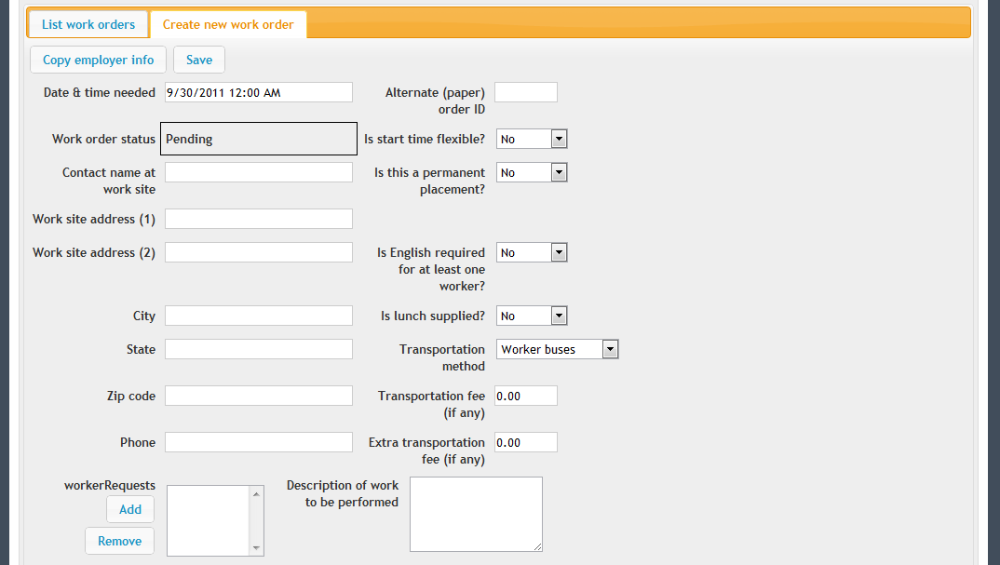 List work orders
Create new work order
Copy employer info
Save
Date & time needed
9/30/2011 12:00 AM
Alternate (paper)
order ID
Work order status
Pending
Is start time flexible?
No
Contact name at
work site
Is this a permanent
placement?
No
Work site address (1)
Work site address (2)
Is English required
for at least one
worker?
No
City
Is lunch supplied?
No
State
Transportation
method
Worker buses
Zip code
Transportation fee
(if any)
0.00
Phone
Extra transportation
fee (if any)
0.00
workerRequests
Add
Remove
Description of work
to be performed